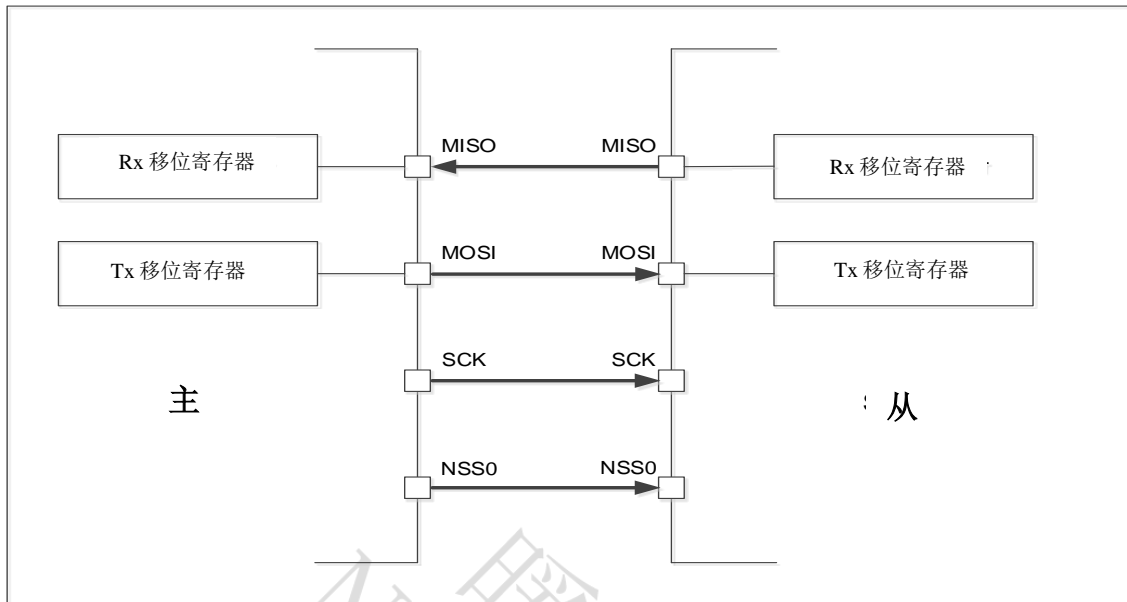 MISO MISO
Rx 移位寄存器 Rx 移位寄存器
MOSI MOSI
Tx 移位寄存器 Tx 移位寄存器
SCK SCK
主 从
NSS0 NSS0